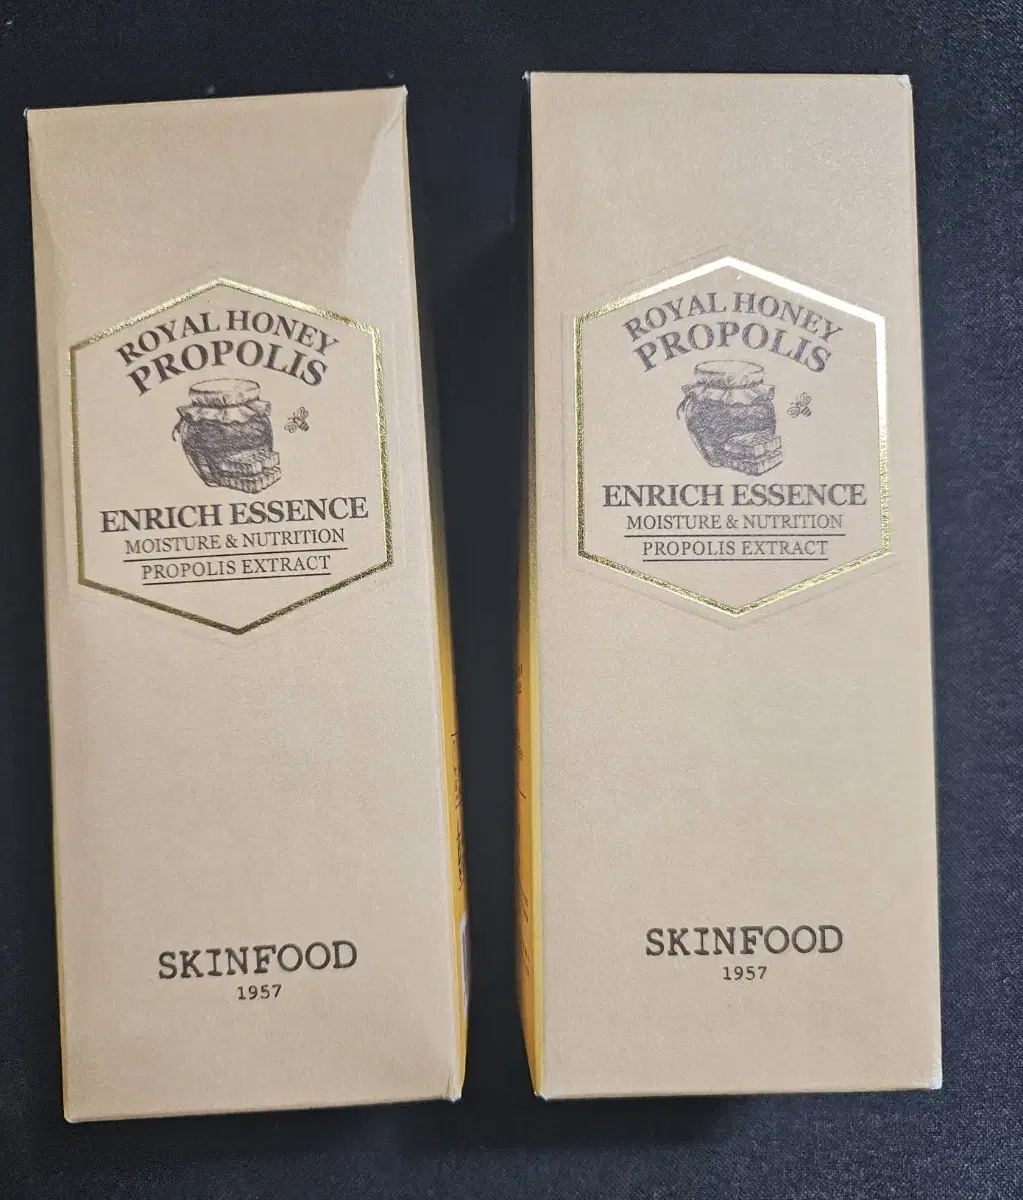 ROYAL HONEY
PROPOLIS
ENRICH ESSENCE
MOISTURE & NUTRITION
PROPOLIS EXTRACT
SKINFOOD
1957
ROYAL HONEY
PROPOLIS
ENRICH ESSENCE
MOISTURE & NUTRITION
PROPOLIS EXTRACT
SKINFOOD
1957